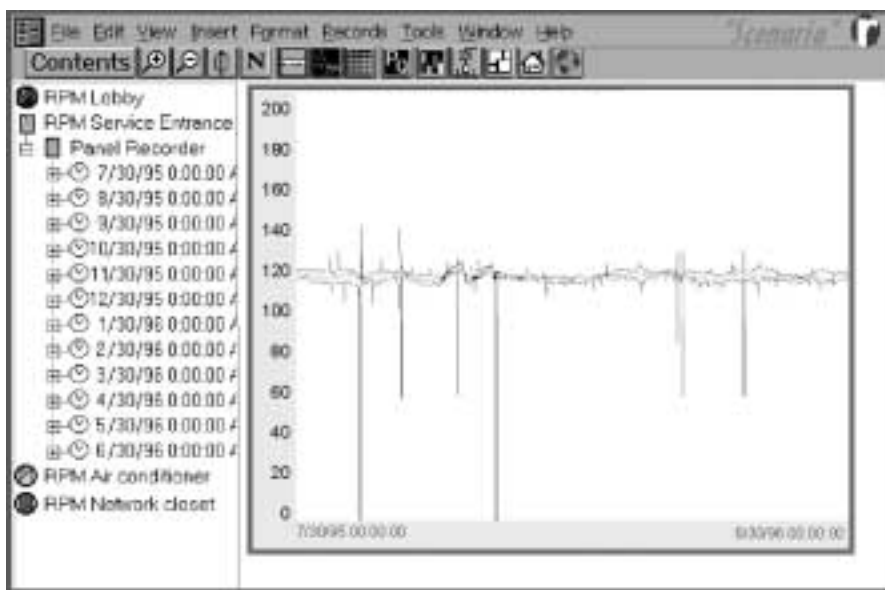 File Edit View Insert Format Records Tools Window Help
"Scenario"
Contents N
RPM Lobby
RPM Service Entrance
Panel Recorder
7/30/95 0:00:00 A
8/30/95 0:00:00 A
9/30/95 0:00:00 A
10/30/95 0:00:00 A
11/30/95 0:00:00 A
12/30/95 0:00:00 A
1/30/96 0:00:00 A
2/30/96 0:00:00 A
3/30/96 0:00:00 A
4/30/96 0:00:00 A
5/30/96 0:00:00 A
6/30/96 0:00:00 A
RPM Air conditioner
RPM Network closet
200
180
160
140
120
100
80
60
40
20
0
7/30/95 00:00:00
6/30/96 00:00:00